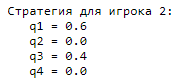 Стратегия для игрока 2:
q1 = 0.6
q2 = 0.0
q3 = 0.4
q4 = 0.0